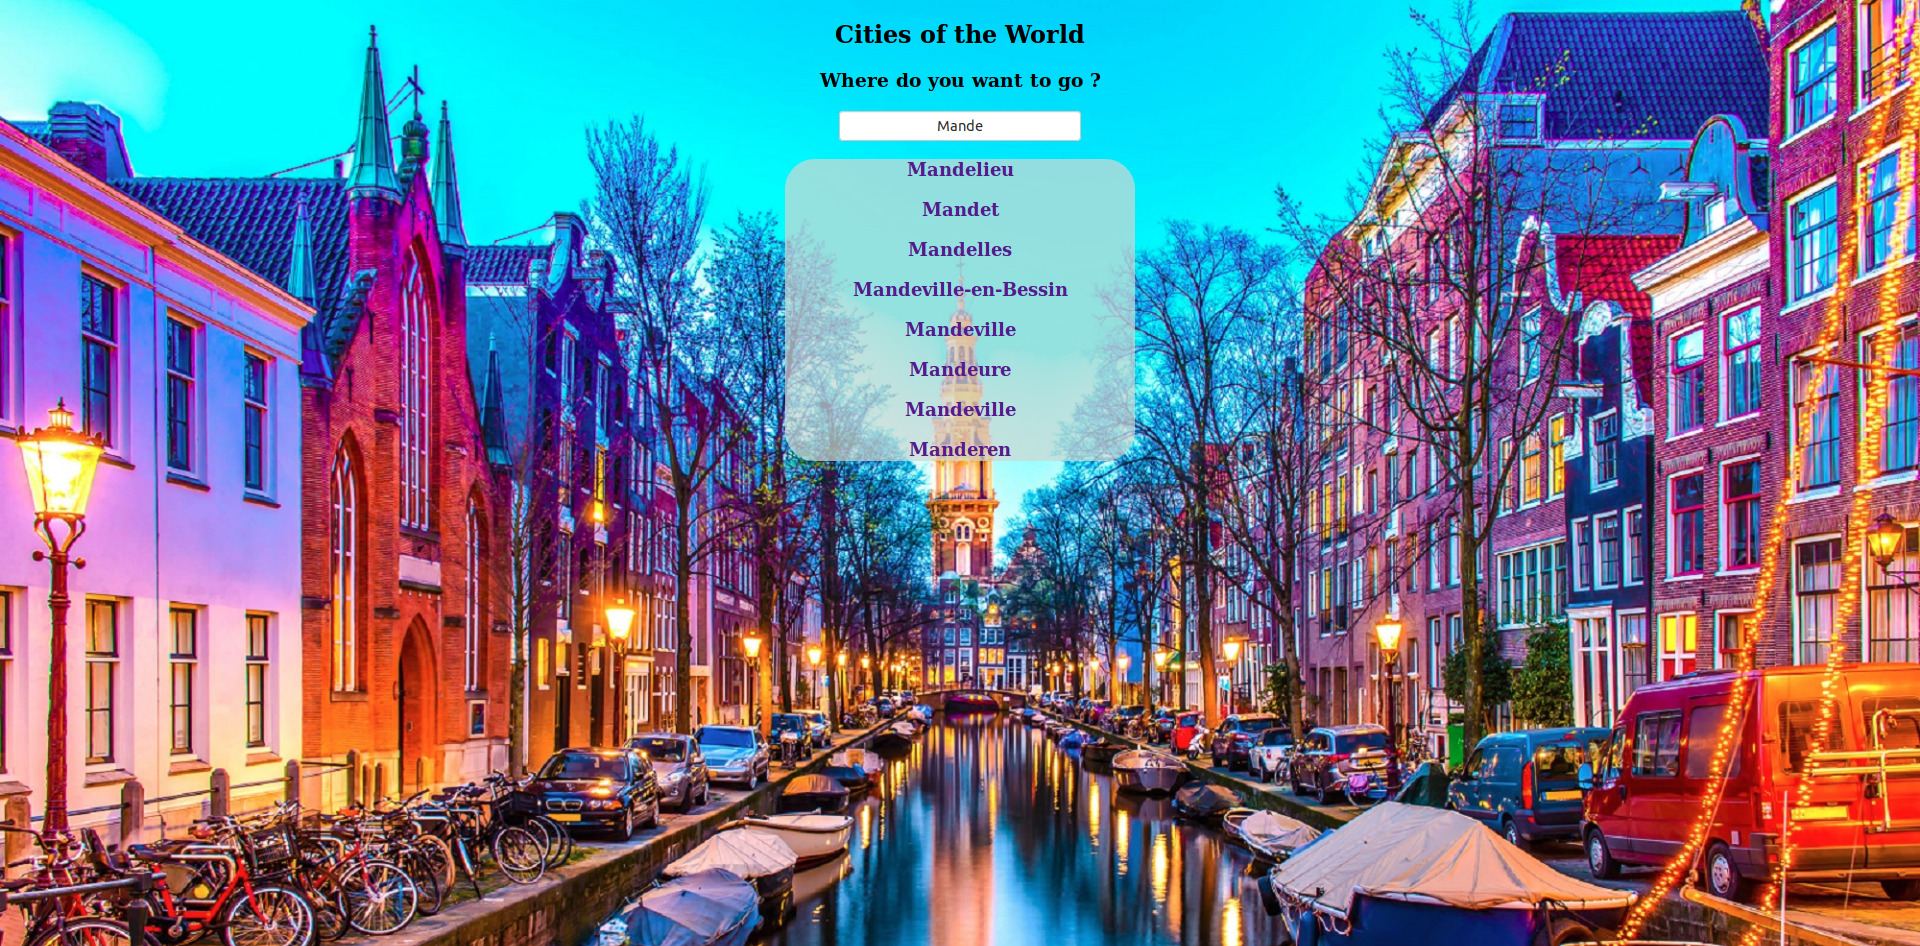 Cities of the World
Where do you want to go ?
Mande
Mandelieu
Mandet
Mandelles
Mandeville-en-Bessin
Mandeville
Mandeure
Mandeville
Manderen